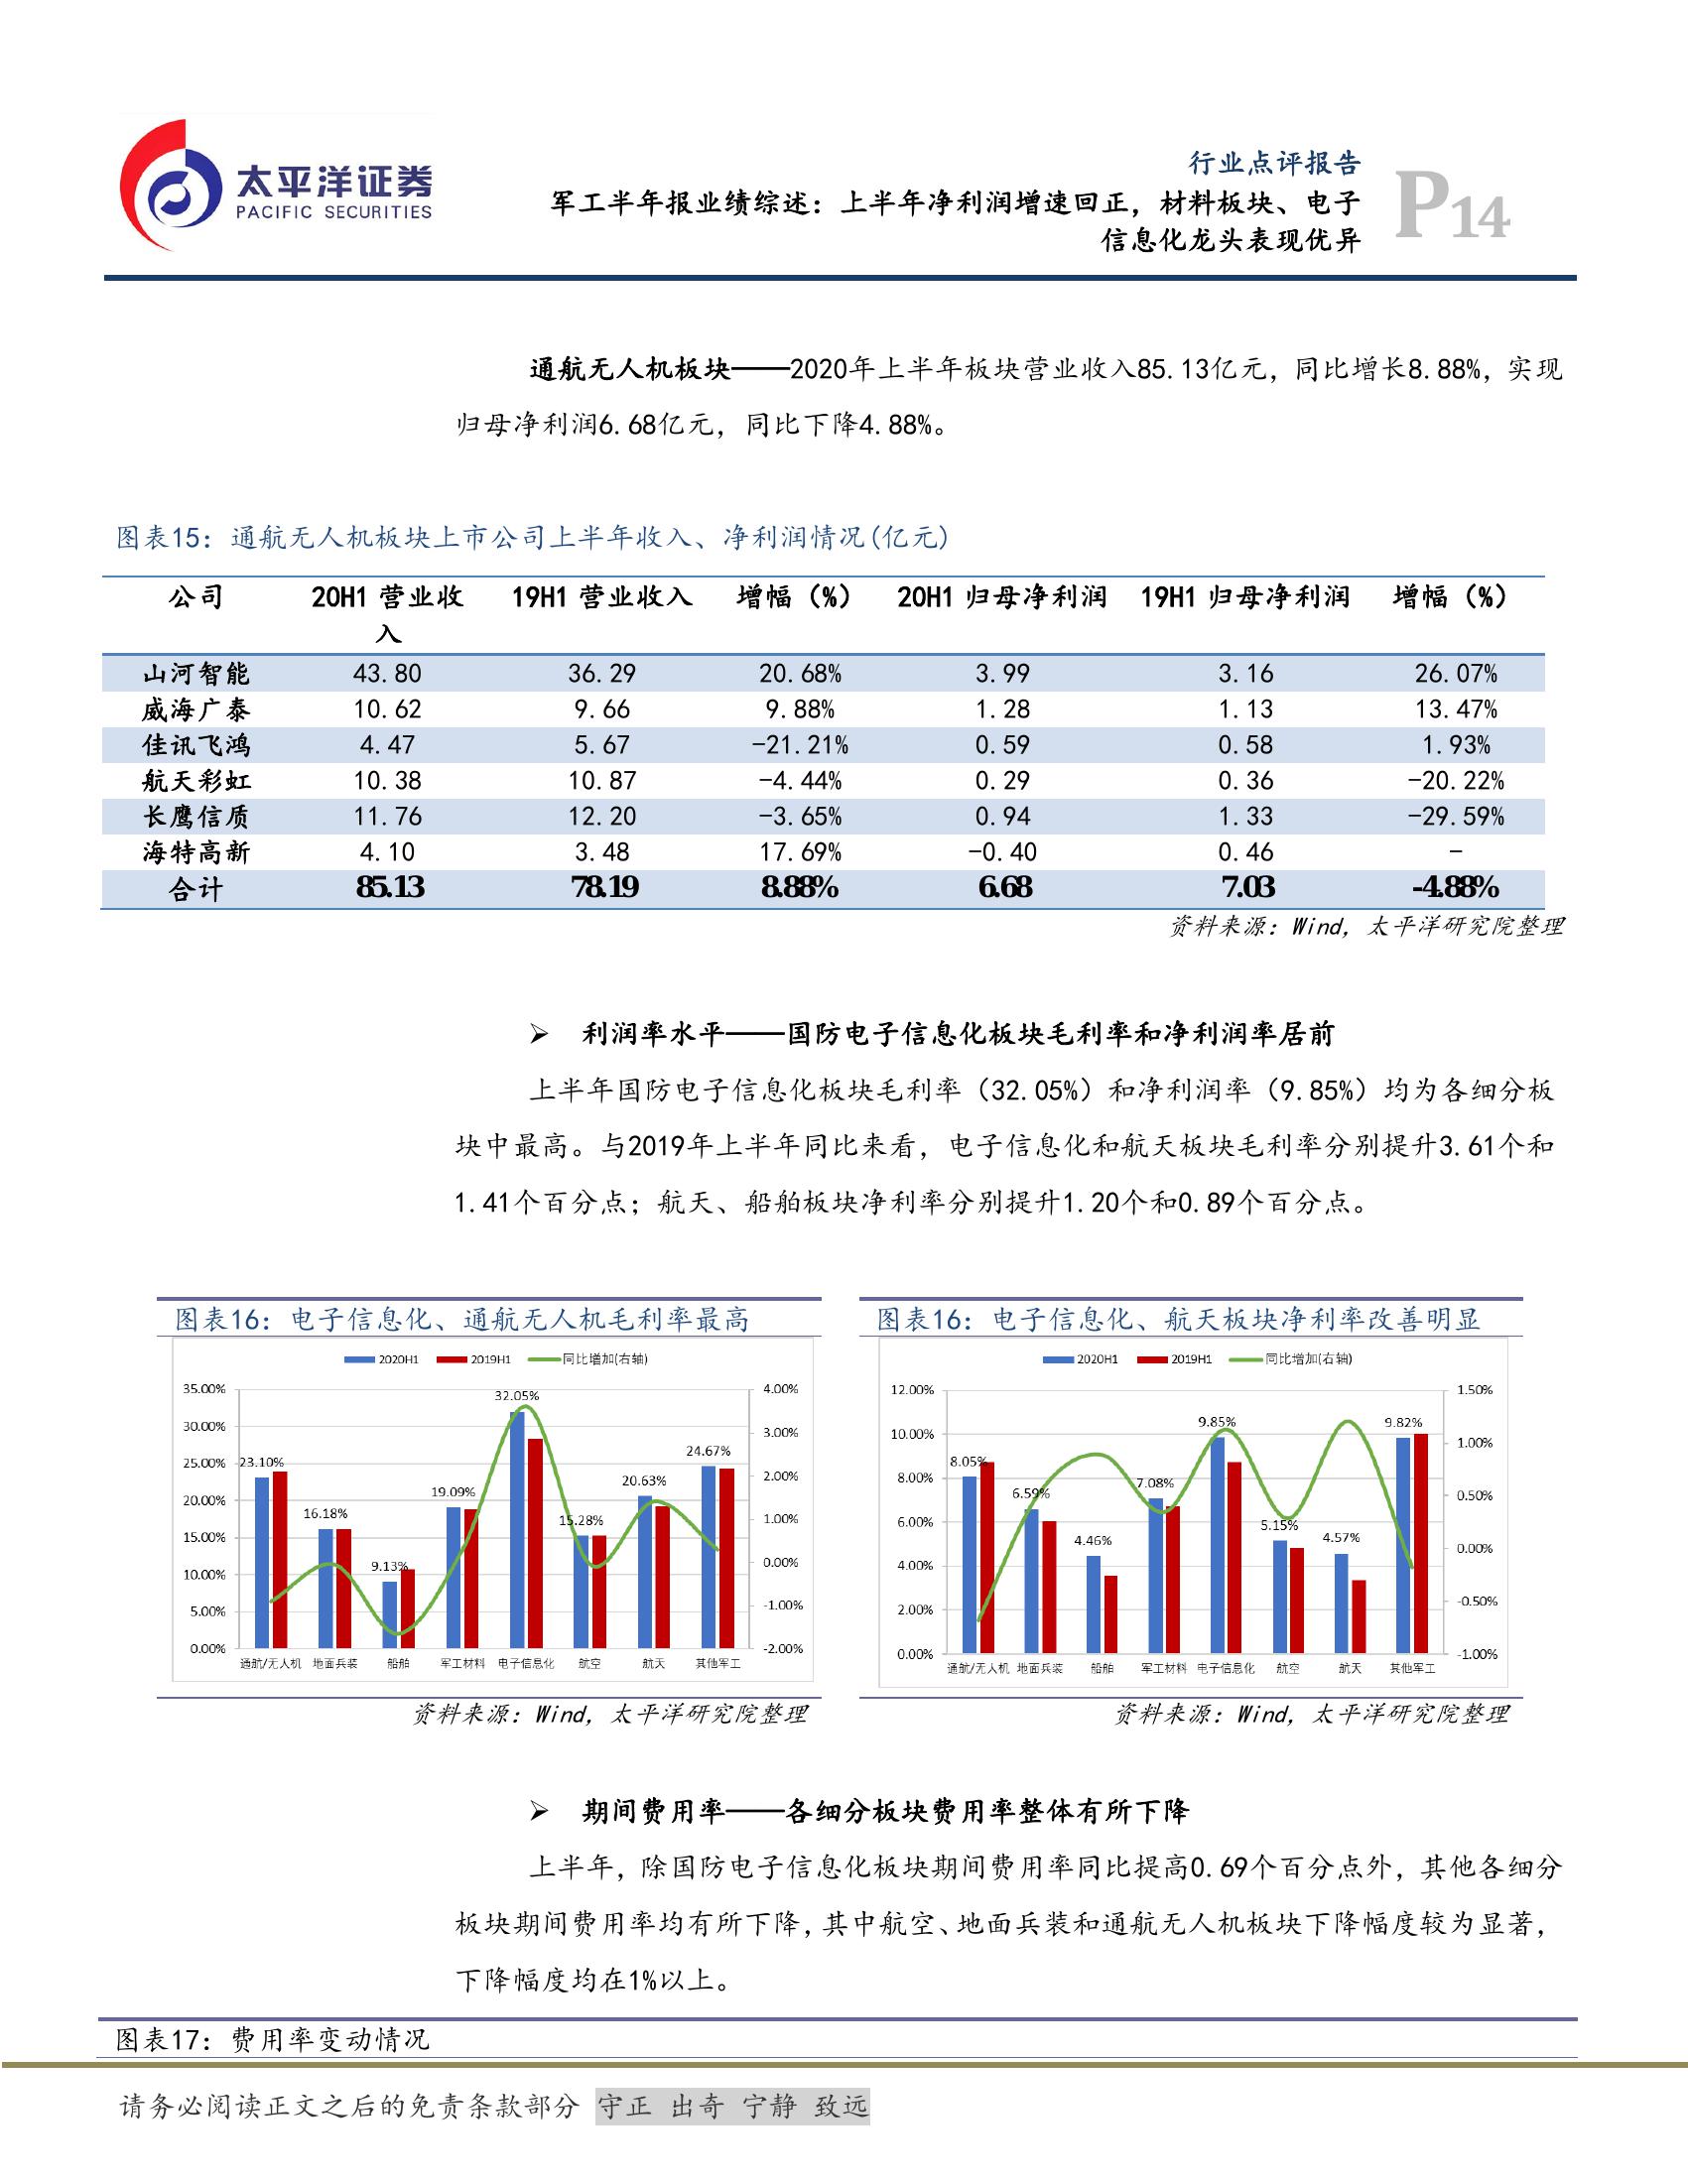 太平洋证券
PACIFIC SECURITIES
行业点评报告
军工半年报业绩综述：上半年净利润增速回正，材料板块、电子
信息化龙头表现优异
P14
通航无人机板块——2020年上半年板块营业收入85.13亿元，同比增长8.88%，实现
归母净利润6.68亿元，同比下降4.88%。
图表15：通航无人机板块上市公司上半年收入、净利润情况(亿元)
公司 20H1 营业收入 19H1 营业收入 增幅（%） 20H1 归母净利润 19H1 归母净利润 增幅（%）
山河智能 43.80 36.29 20.68% 3.99 3.16 26.07%
威海广泰 10.62 9.66 9.88% 1.28 1.13 13.47%
佳讯飞鸿 4.47 5.67 -21.21% 0.59 0.58 1.93%
航天彩虹 10.38 10.87 -4.44% 0.29 0.36 -20.22%
长鹰信质 11.76 12.20 -3.65% 0.94 1.33 -29.59%
海特高新 4.10 3.48 17.69% -0.40 0.46 -
合计 85.13 78.19 8.88% 6.68 7.03 -4.88%
资料来源：Wind，太平洋研究院整理
➢ 利润率水平——国防电子信息化板块毛利率和净利润率居前
上半年国防电子信息化板块毛利率（32.05%）和净利润率（9.85%）均为各细分板
块中最高。与2019年上半年同比来看，电子信息化和航天板块毛利率分别提升3.61个和
1.41个百分点；航天、船舶板块净利率分别提升1.20个和0.89个百分点。
图表16：电子信息化、通航无人机毛利率最高
2020H1 2019H1 同比增加(右轴)
35.00%
30.00%
25.00%
20.00%
15.00%
10.00%
5.00%
0.00%
23.10%
16.18%
9.13%
19.09%
32.05%
15.28%
20.63%
24.67%
4.00%
3.00%
2.00%
1.00%
0.00%
-1.00%
-2.00%
通航/无人机 地面兵装 船舶 军工材料 电子信息化 航空 航天 其他军工
资料来源：Wind，太平洋研究院整理
图表16：电子信息化、航天板块净利率改善明显
2020H1 2019H1 同比增加(右轴)
12.00%
10.00%
8.00%
6.00%
4.00%
2.00%
0.00%
8.05%
6.59%
4.46%
7.08%
9.85%
5.15%
4.57%
9.82%
1.50%
1.00%
0.50%
0.00%
-0.50%
-1.00%
通航/无人机 地面兵装 船舶 军工材料 电子信息化 航空 航天 其他军工
资料来源：Wind，太平洋研究院整理
➢ 期间费用率——各细分板块费用率整体有所下降
上半年，除国防电子信息化板块期间费用率同比提高0.69个百分点外，其他各细分
板块期间费用率均有所下降，其中航空、地面兵装和通航无人机板块下降幅度较为显著，
下降幅度均在1%以上。
图表17：费用率变动情况
请务必阅读正文之后的免责条款部分 守正 出奇 宁静 致远